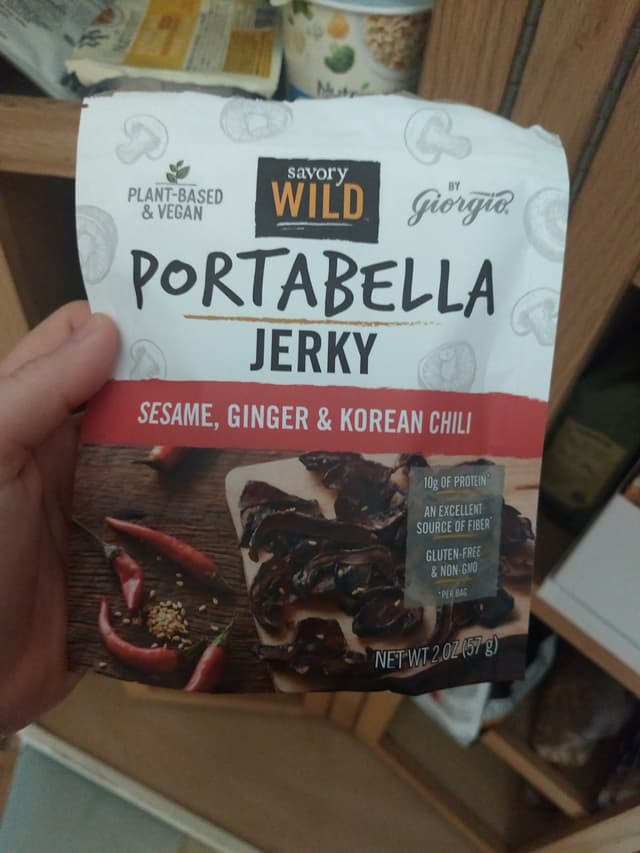 PLANT-BASED
& VEGAN
savory
WILD
BY
Giorgio
PORTABELLA
JERKY
SESAME, GINGER & KOREAN CHILI
10g OF PROTEIN*
AN EXCELLENT
SOURCE OF FIBER*
GLUTEN-FREE
& NON-GMO
*PER BAG
NET WT 2.0Z (57 g)